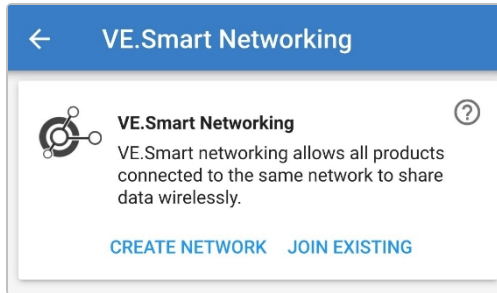 VE.Smart Networking
VE.Smart Networking
VE.Smart networking allows all products
connected to the same network to share
data wirelessly.
CREATE NETWORK JOIN EXISTING